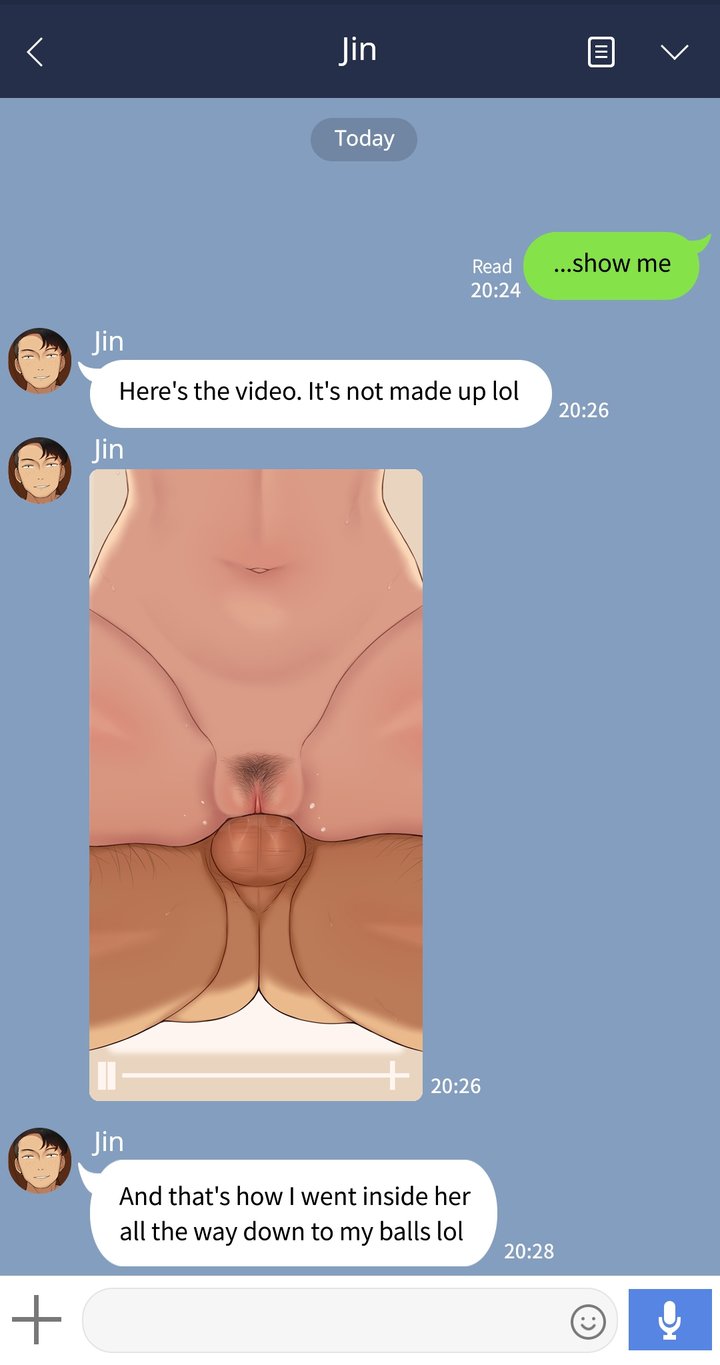 Jin
Today
...show me
Read
20:24
Jin
Here's the video. It's not made up lol
20:26
Jin
20:26
Jin
And that's how I went inside her
all the way down to my balls lol
20:28